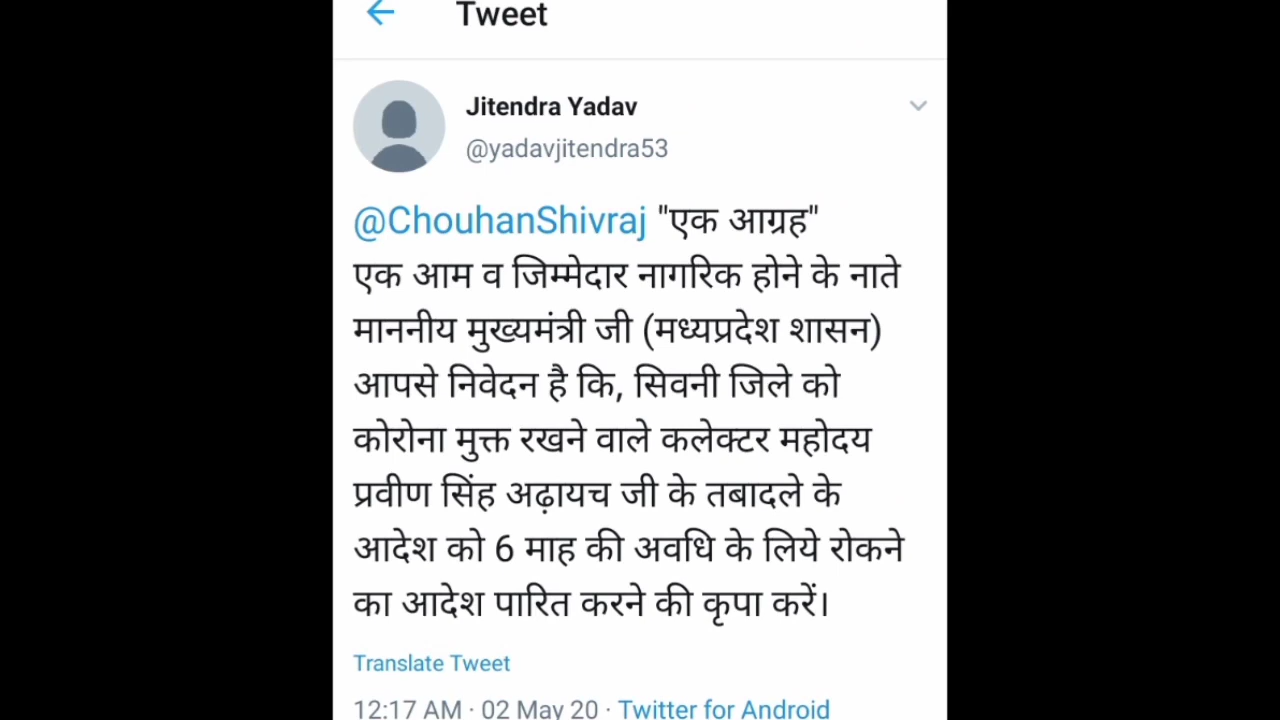 Tweet
Jitendra Yadav
@yadavjitendra53
@ChouhanShivraj "एक आग्रह"
एक आम व जिम्मेदार नागरिक होने के नाते
माननीय मुख्यमंत्री जी (मध्यप्रदेश शासन)
आपसे निवेदन है कि, सिवनी जिले को
कोरोना मुक्त रखने वाले कलेक्टर महोदय
प्रवीण सिंह अढ़ायच जी के तबादले के
आदेश को 6 माह की अवधि के लिये रोकने
का आदेश पारित करने की कृपा करें।
Translate Tweet
12:17 AM · 02 May 20 · Twitter for Android